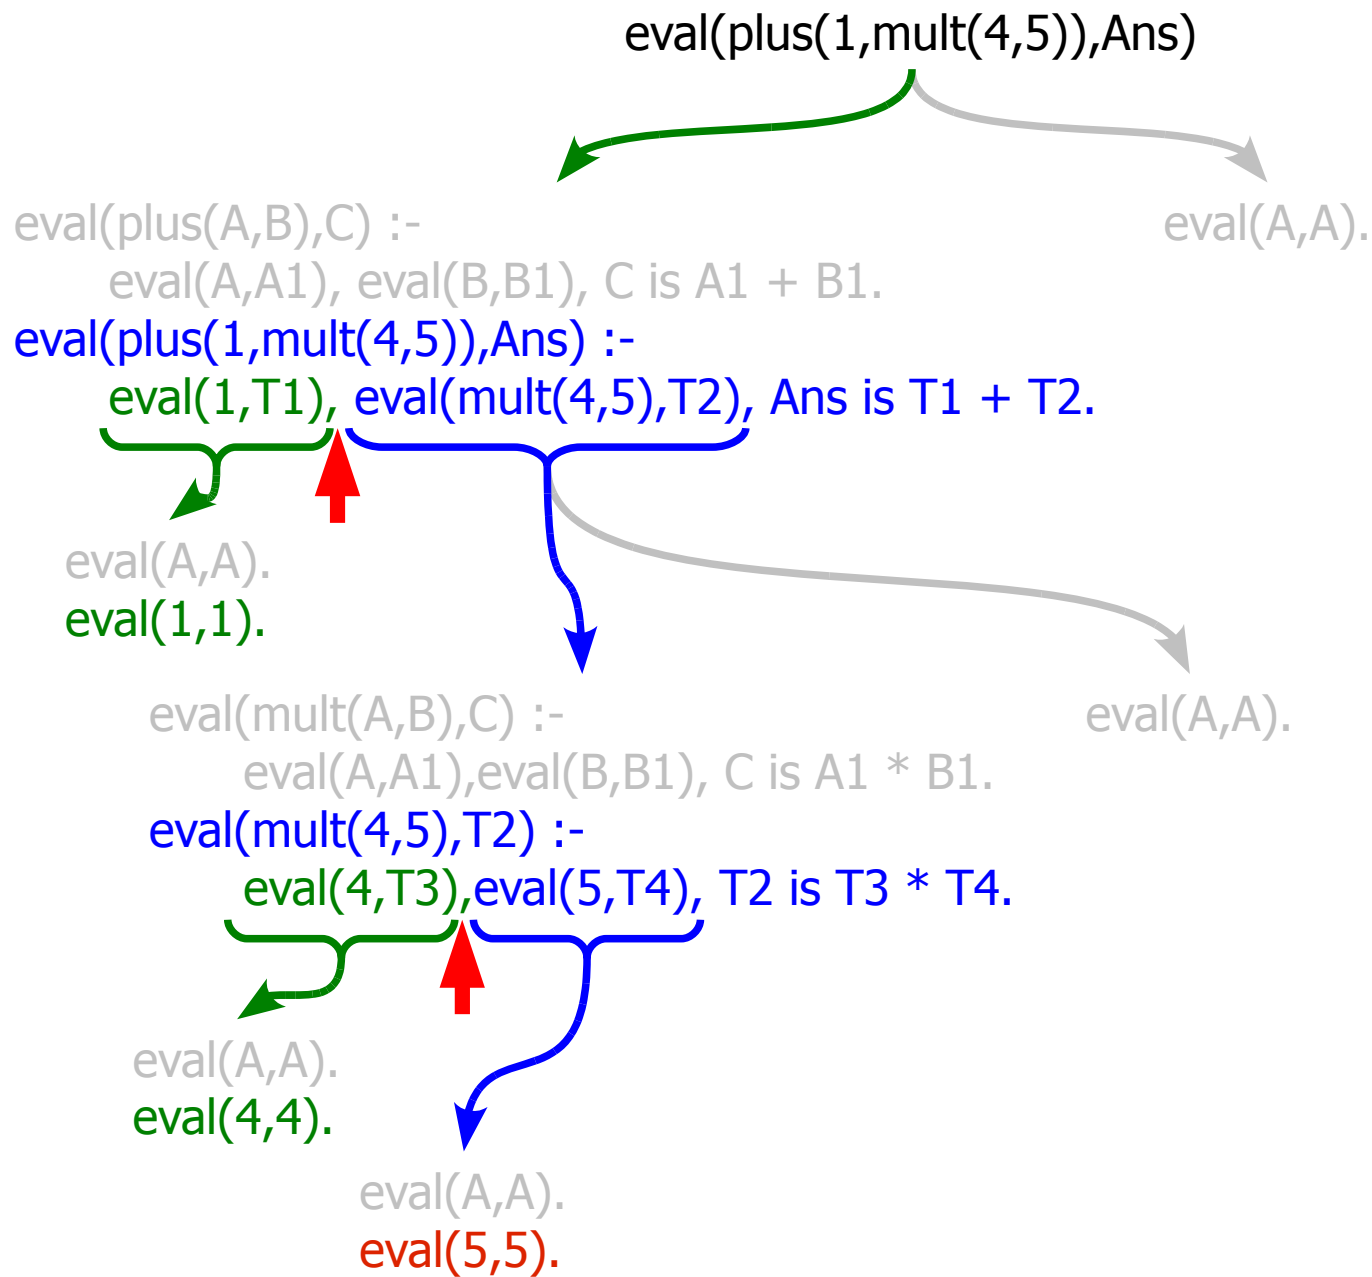 eval(plus(1,mult(4,5)),Ans)
eval(plus(A,B),C) :-
eval(A,A).
eval(A,A1), eval(B,B1), C is A1 + B1.
eval(plus(1,mult(4,5)),Ans) :-
eval(1,T1), eval(mult(4,5),T2), Ans is T1 + T2.
eval(A,A).
eval(1,1).
eval(mult(A,B),C) :-
eval(A,A).
eval(A,A1),eval(B,B1), C is A1 * B1.
eval(mult(4,5),T2) :-
eval(4,T3),eval(5,T4), T2 is T3 * T4.
eval(A,A).
eval(4,4).
eval(A,A).
eval(5,5).